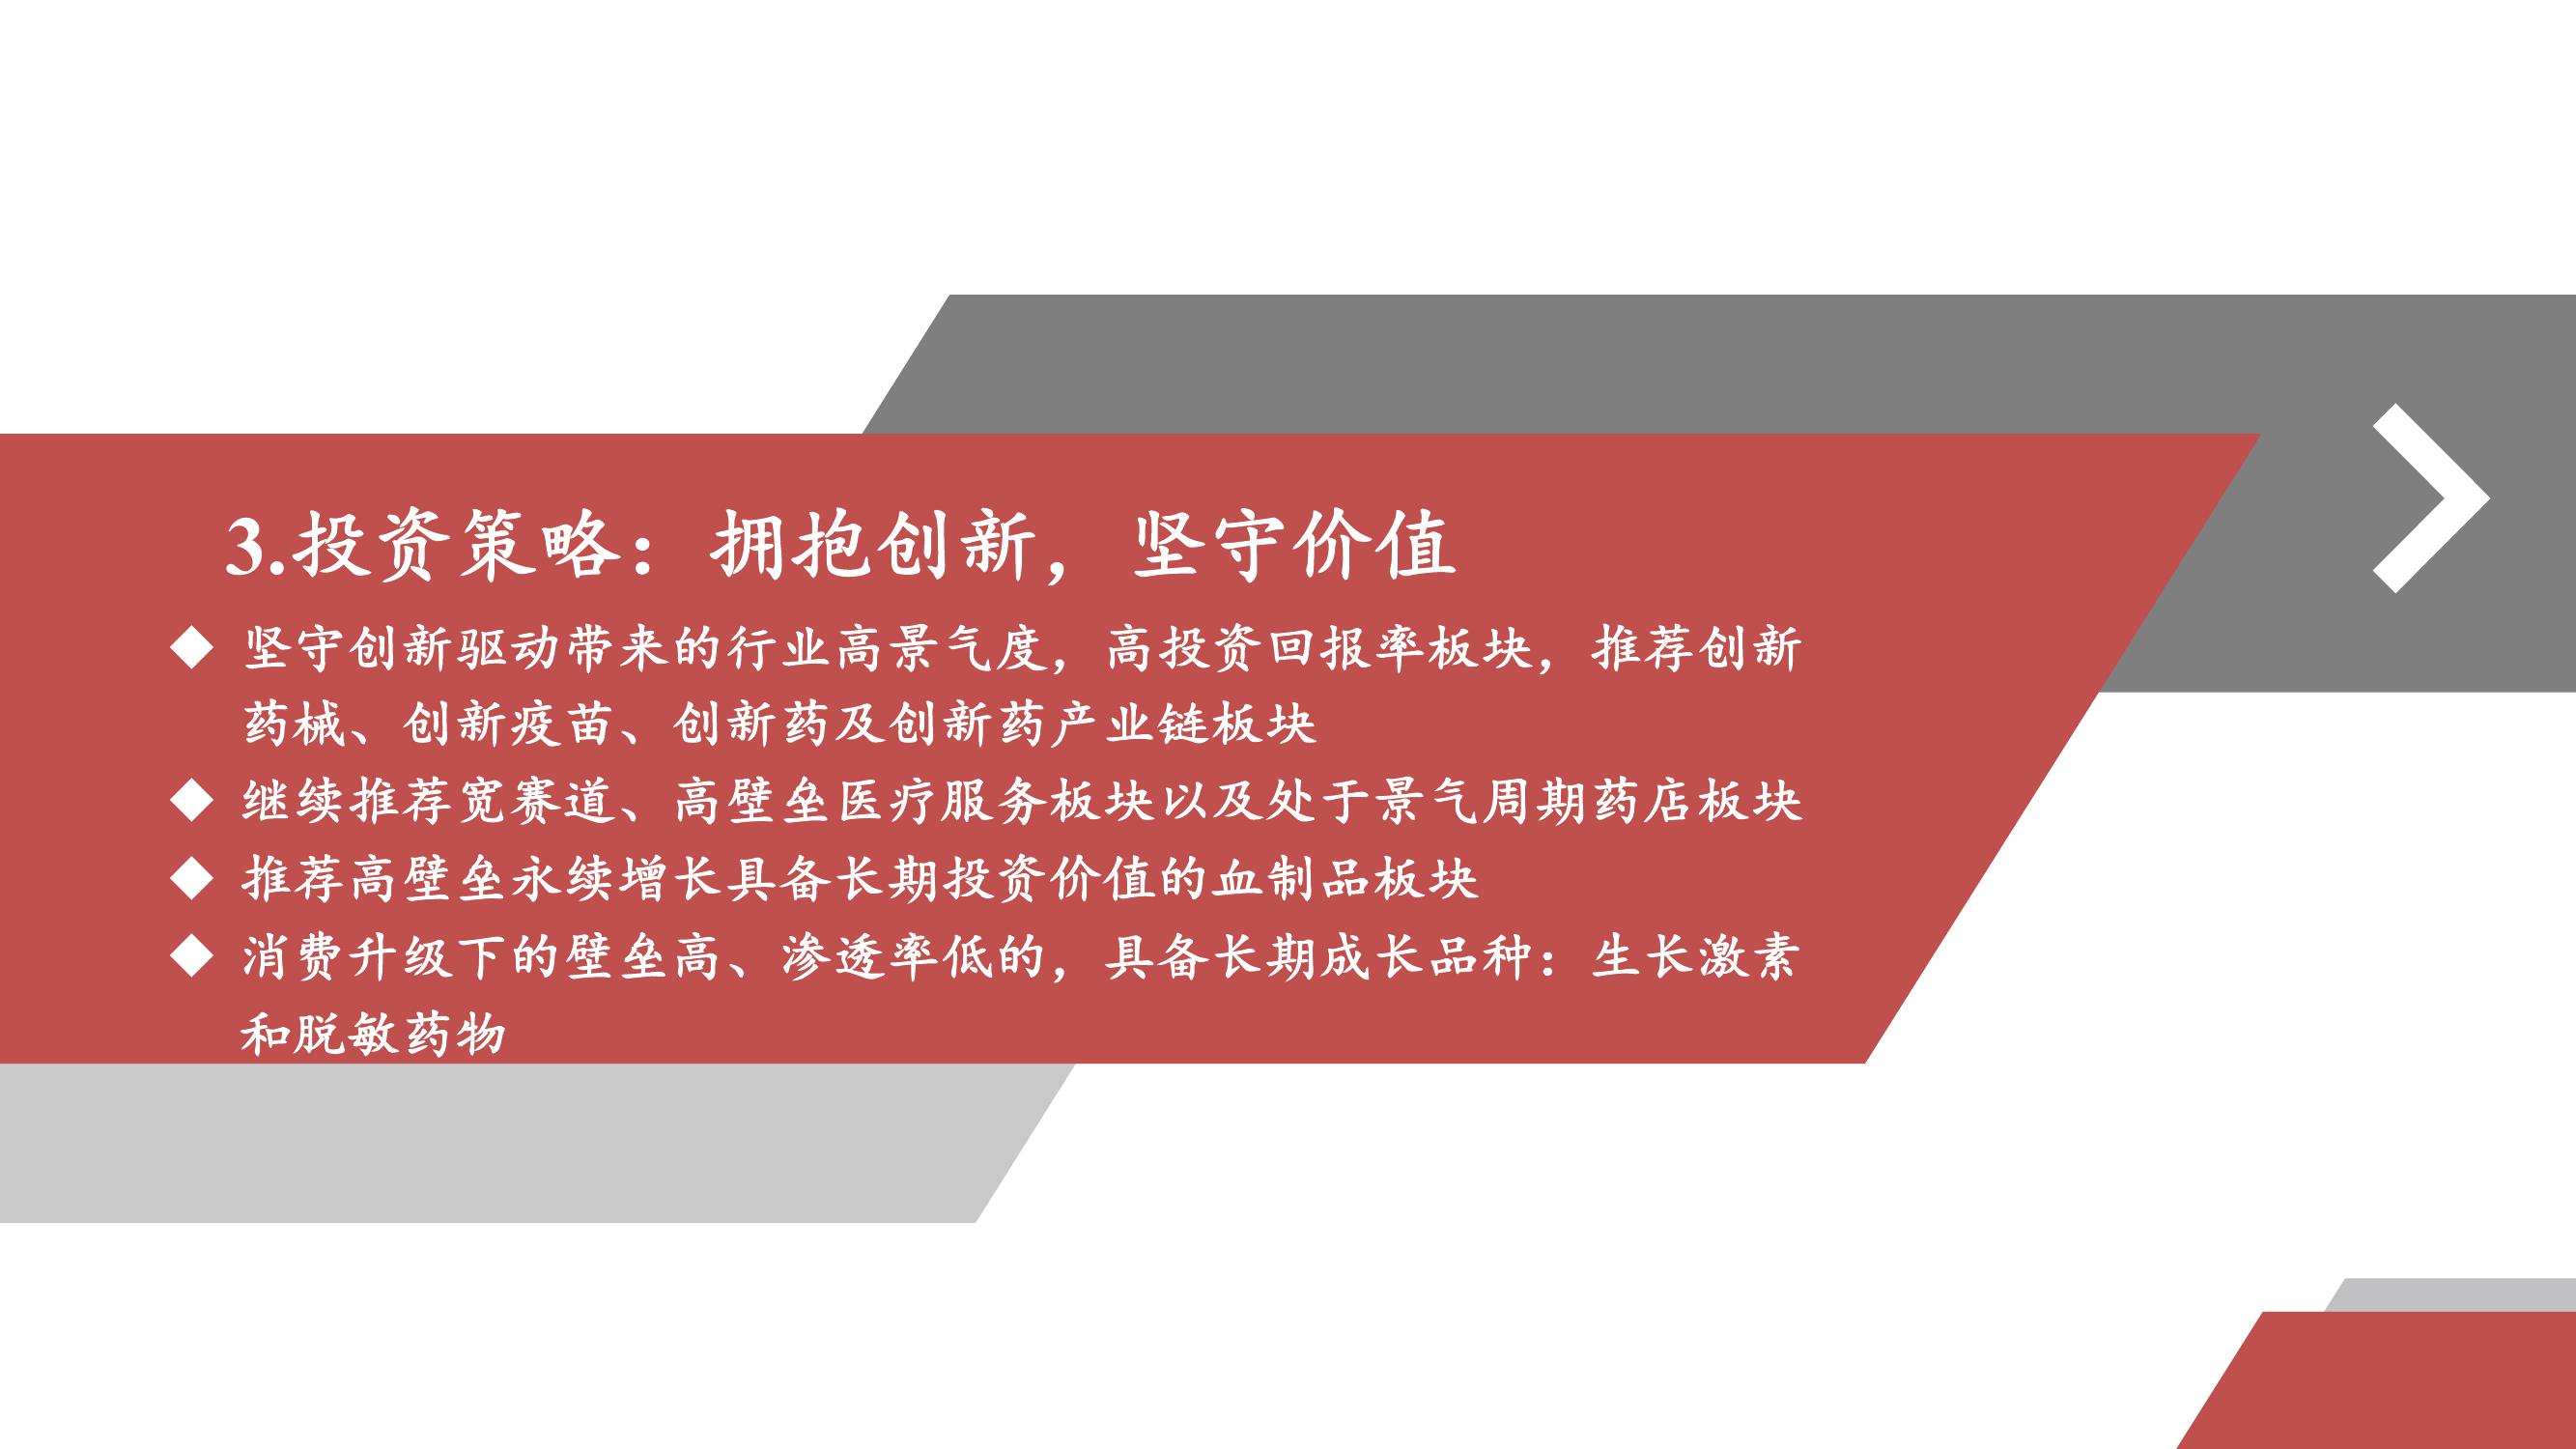 3.投资策略：拥抱创新，坚守价值
◆ 坚守创新驱动带来的行业高景气度，高投资回报率板块，推荐创新
药械、创新疫苗、创新药及创新药产业链板块
◆ 继续推荐宽赛道、高壁垒医疗服务板块以及处于景气周期药店板块
◆ 推荐高壁垒永续增长具备长期投资价值的血制品板块
◆ 消费升级下的壁垒高、渗透率低的，具备长期成长品种：生长激素
和脱敏药物